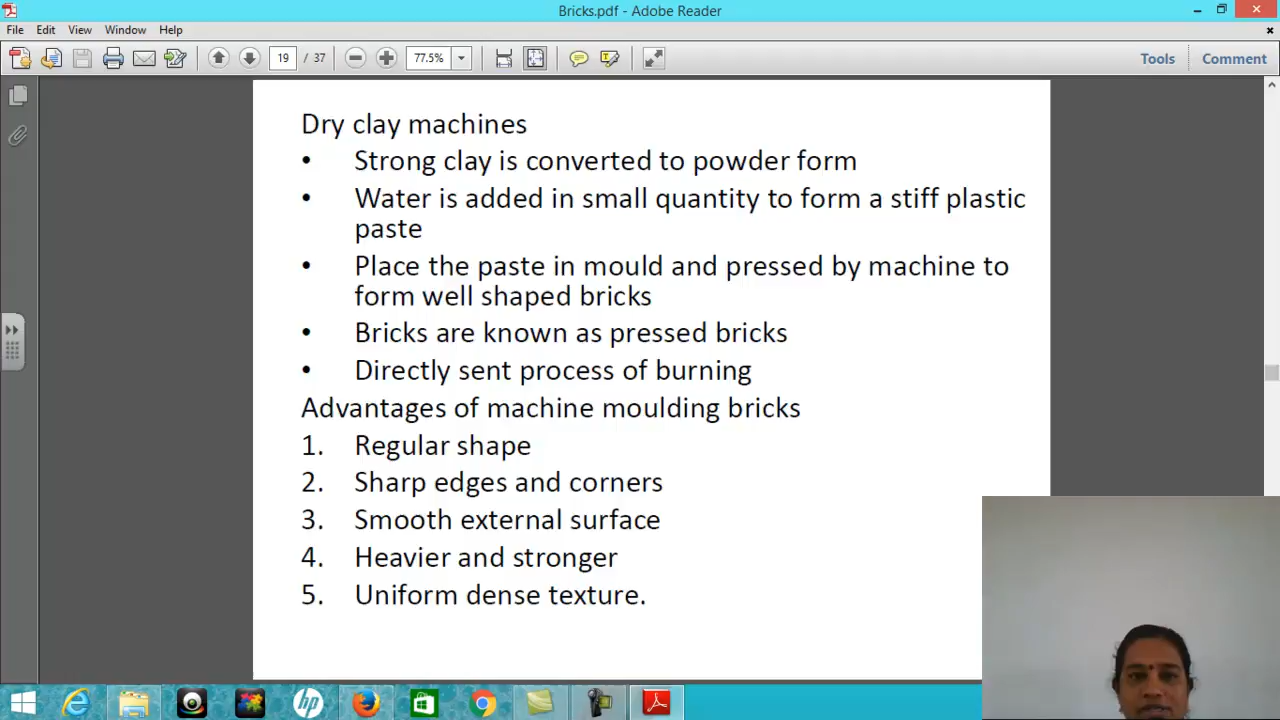 Bricks.pdf - Adobe Reader
File Edit View Window Help
19 / 37 77.5% Tools Comment
Dry clay machines
• Strong clay is converted to powder form
• Water is added in small quantity to form a stiff plastic
paste
• Place the paste in mould and pressed by machine to
form well shaped bricks
• Bricks are known as pressed bricks
• Directly sent process of burning
Advantages of machine moulding bricks
1. Regular shape
2. Sharp edges and corners
3. Smooth external surface
4. Heavier and stronger
5. Uniform dense texture.
hp